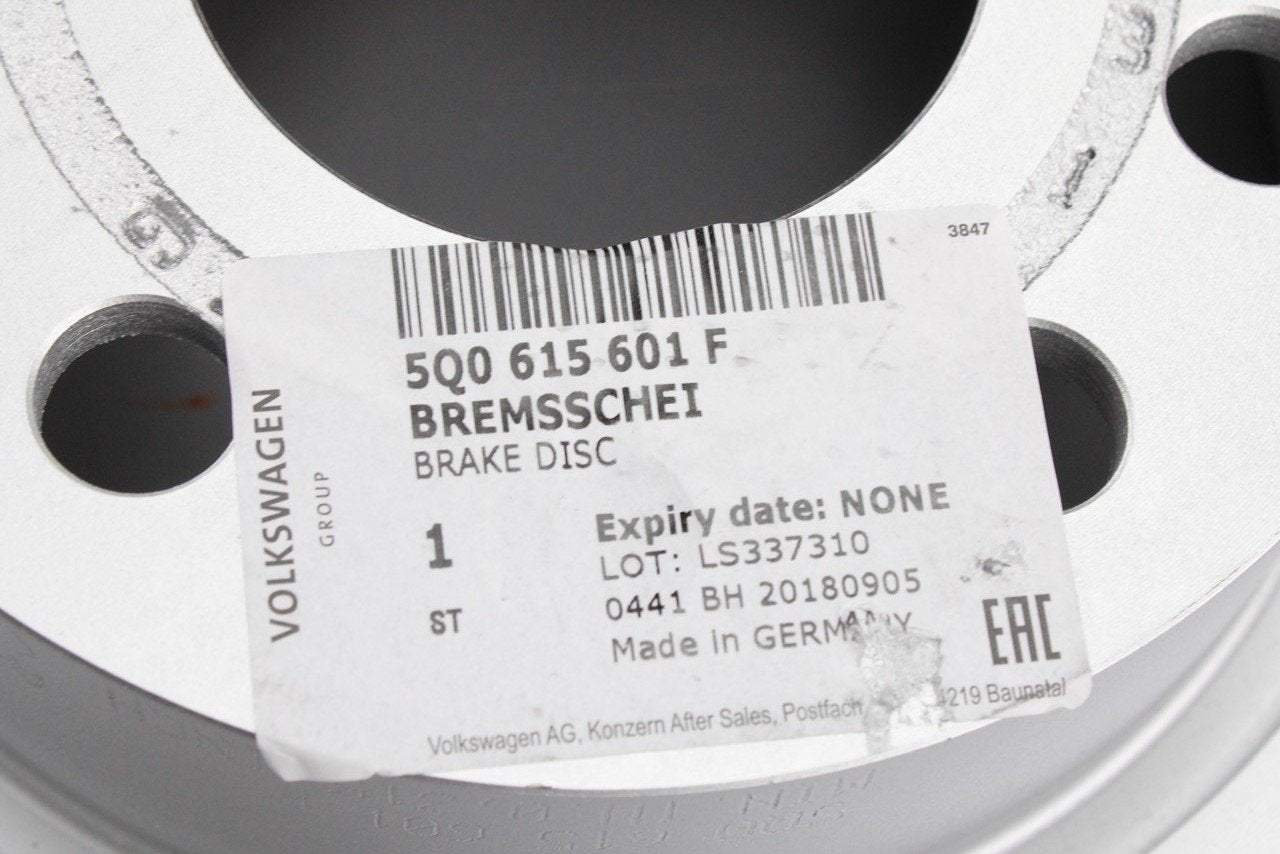 3847
5Q0 615 601 F
BREMSSCHEI
BRAKE DISC
VOLKSWAGEN
GROUP
1
ST
Expiry date: NONE
LOT: LS337310
0441 BH 20180905
Made in GERMANY
EAC
Volkswagen AG, Konzern After Sales, Postfach 4219 Baunatal